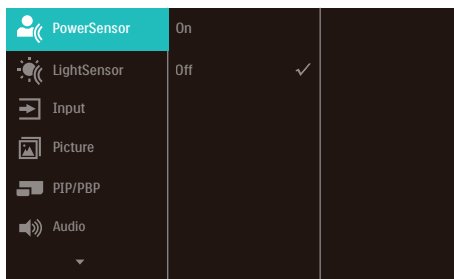 PowerSensor On
LightSensor Off
Input
Picture
PIP/PBP
Audio